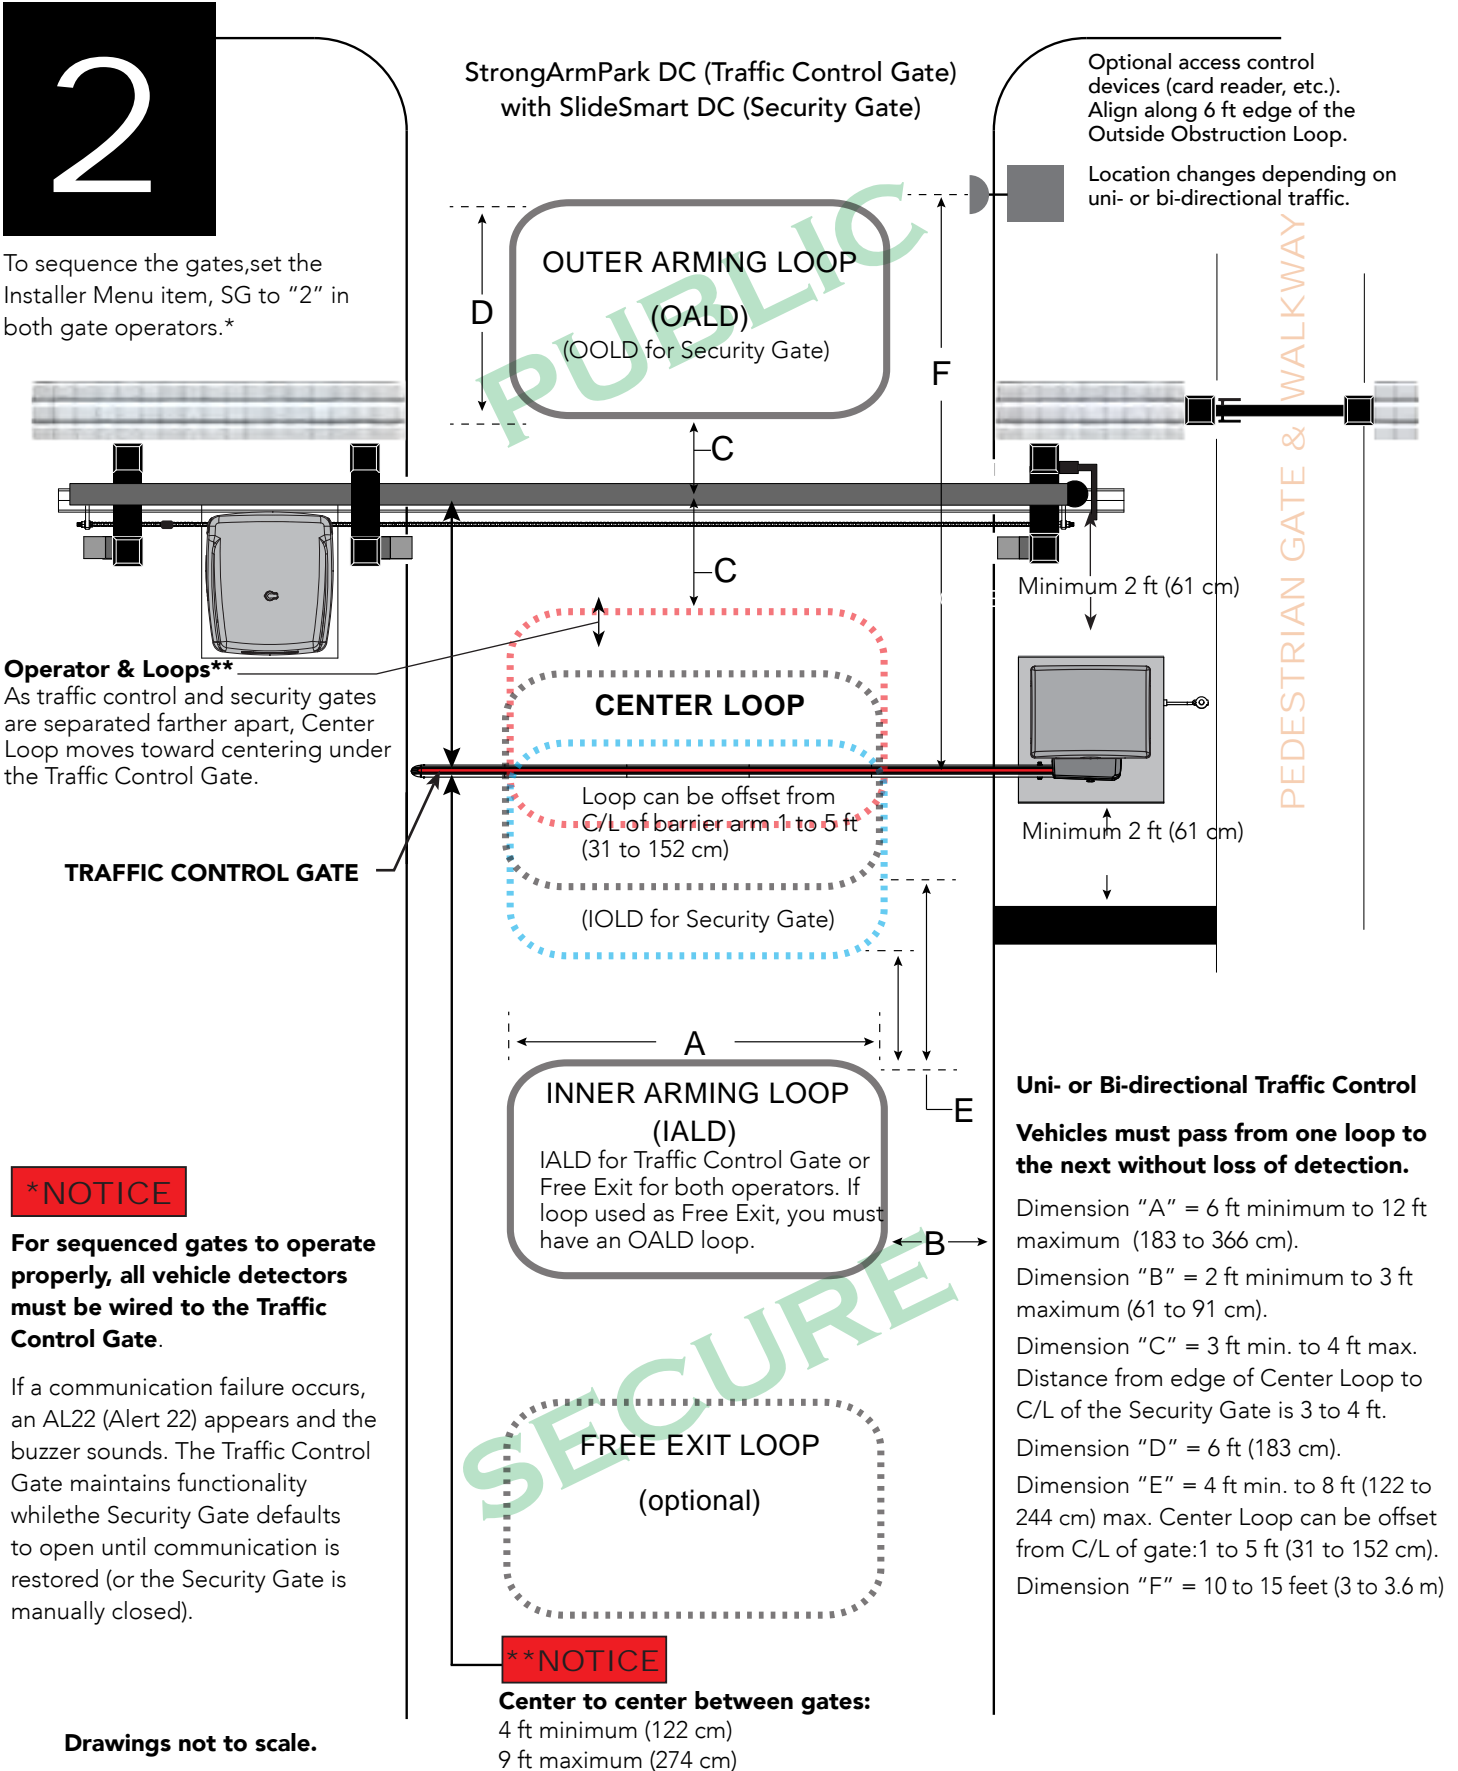 2
StrongArmPark DC (Traffic Control Gate)
with SlideSmart DC (Security Gate)
Optional access control
devices (card reader, etc.).
Align along 6 ft edge of the
Outside Obstruction Loop.
Location changes depending on
uni- or bi-directional traffic.
To sequence the gates,set the
Installer Menu item, SG to “2” in
both gate operators.*
PUBLIC
OUTER ARMING LOOP
(OALD)
(OOLD for Security Gate)
D
F
C
C
PEDESTRIAN GATE & WALKWAY
Minimum 2 ft (61 cm)
Operator & Loops**
As traffic control and security gates
are separated farther apart, Center
Loop moves toward centering under
the Traffic Control Gate.
CENTER LOOP
Loop can be offset from
C/L of barrier arm 1 to 5 ft
(31 to 152 cm)
(IOLD for Security Gate)
Minimum 2 ft (61 cm)
TRAFFIC CONTROL GATE
A
E
INNER ARMING LOOP
(IALD)
IALD for Traffic Control Gate or
Free Exit for both operators. If
loop used as Free Exit, you must
have an OALD loop.
B
SECURE
FREE EXIT LOOP
(optional)
Uni- or Bi-directional Traffic Control
Vehicles must pass from one loop to
the next without loss of detection.
Dimension “A” = 6 ft minimum to 12 ft
maximum (183 to 366 cm).
Dimension “B” = 2 ft minimum to 3 ft
maximum (61 to 91 cm).
Dimension “C” = 3 ft min. to 4 ft max.
Distance from edge of Center Loop to
C/L of the Security Gate is 3 to 4 ft.
Dimension “D” = 6 ft (183 cm).
Dimension “E” = 4 ft min. to 8 ft (122 to
244 cm) max. Center Loop can be offset
from C/L of gate:1 to 5 ft (31 to 152 cm).
Dimension “F” = 10 to 15 feet (3 to 3.6 m)
*NOTICE
For sequenced gates to operate
properly, all vehicle detectors
must be wired to the Traffic
Control Gate.
If a communication failure occurs,
an AL22 (Alert 22) appears and the
buzzer sounds. The Traffic Control
Gate maintains functionality
whilethe Security Gate defaults
to open until communication is
restored (or the Security Gate is
manually closed).
**NOTICE
Center to center between gates:
4 ft minimum (122 cm)
9 ft maximum (274 cm)
Drawings not to scale.